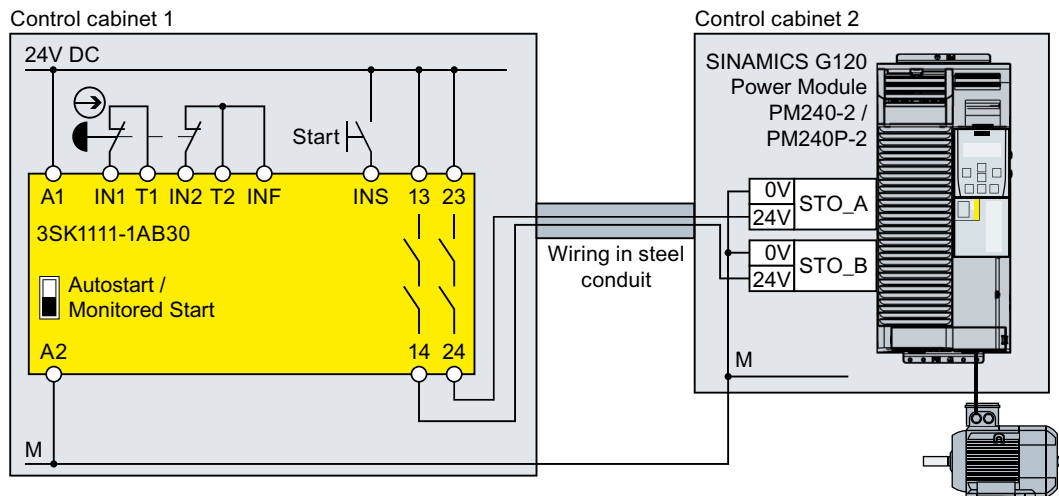 Control cabinet 1
Control cabinet 2
24V DC
SINAMICS G120
Power Module
PM240-2 /
PM240P-2
Start
A1 IN1 T1 IN2 T2 INF INS 13 23
3SK1111-1AB30
Autostart /
Monitored Start
A2 14 24
M
Wiring in steel
conduit
0V
24V
STO_A
0V
24V
STO_B
M